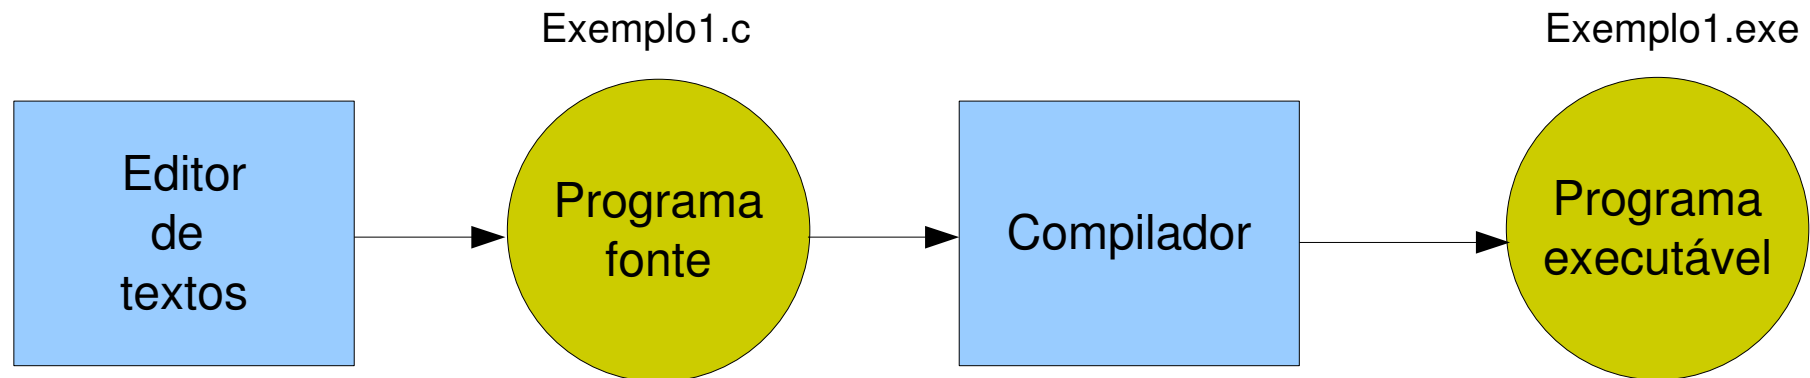 Exemplo1.c
Exemplo1.exe
Editor
de
textos
Programa
fonte
Compilador
Programa
executável